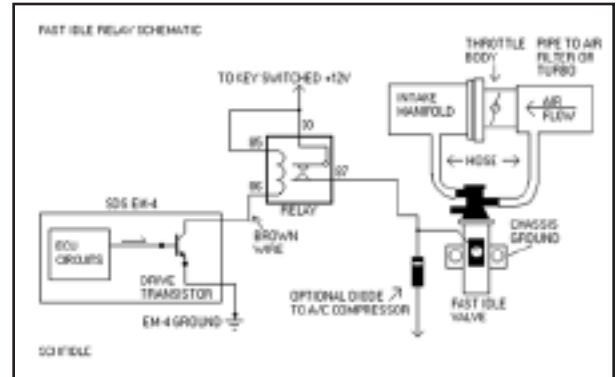 FAST IDLE RELAY SCHEMATIC
TO KEY SWITCHED +12V
THROTTLE
BODY
PIPE TO AIR
FILTER OR
TURBO
INTAKE
MANIFOLD
AIR
FLOW
30
85
87
86
HOSE
RELAY
SDS EM-4
ECU
CIRCUITS
BROWN
WIRE
DRIVE
TRANSISTOR
CHASSIS
GROUND
OPTIONAL DIODE
TO A/C COMPRESSOR
EM-4 GROUND
FAST IDLE
VALVE